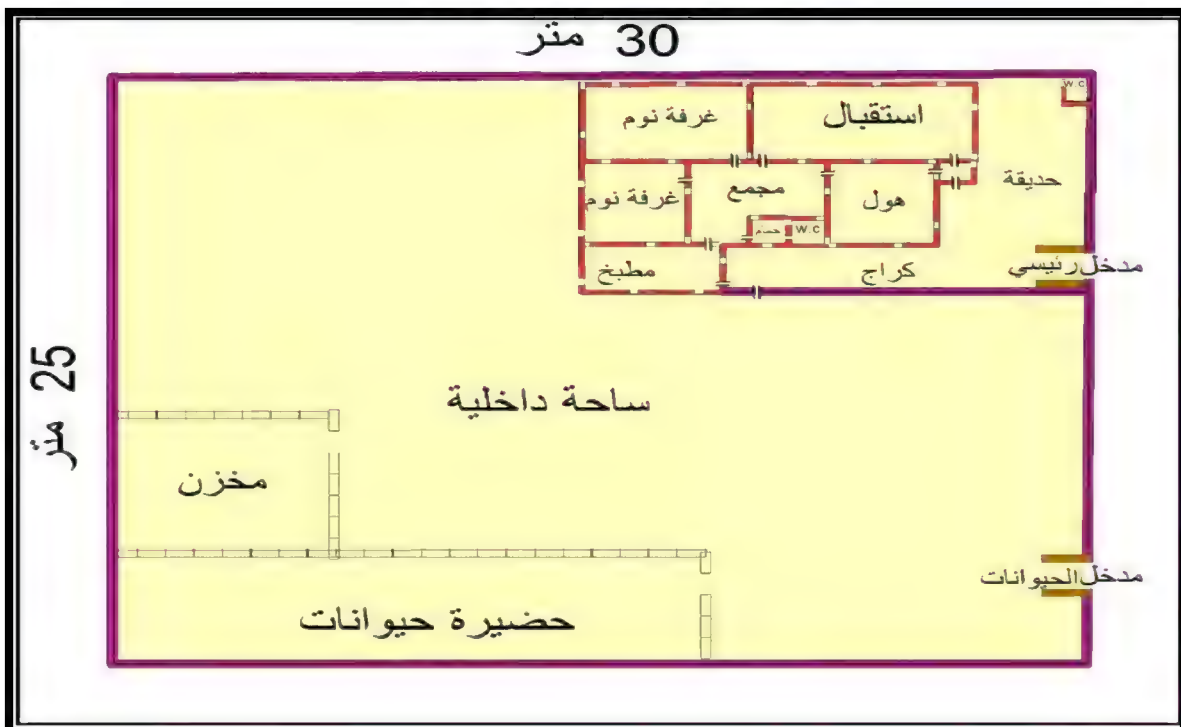 30 متر
W.C
استقبال
غرفة نوم
حديقة
هول
مجمع
غرفة نوم
W.C
حمام
مدخل رئيسي
كراج
مطبخ
25 متر
ساحة داخلية
مخزن
مدخل الحيوانات
حضيرة حيوانات